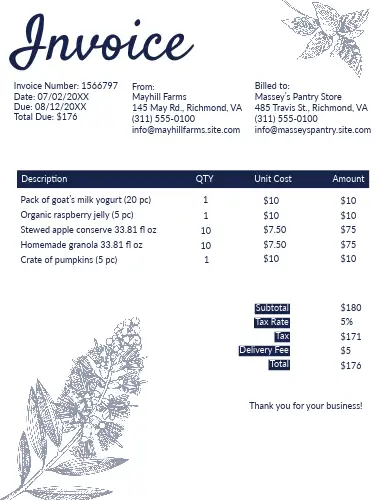 Invoice
Invoice Number: 1566797
Date: 07/02/20XX
Due: 08/12/20XX
Total Due: $176
From:
Mayhill Farms
145 May Rd., Richmond, VA
(311) 555-0100
info@mayhillfarms.site.com
Billed to:
Massey's Pantry Store
485 Travis St., Richmond, VA
(311) 555-0100
info@masseyspantry.site.com
Description QTY Unit Cost Amount
Pack of goat's milk yogurt (20 pc) 1 $10 $10
Organic raspberry jelly (5 pc) 1 $10 $10
Stewed apple conserve 33.81 fl oz 10 $7.50 $75
Homemade granola 33.81 fl oz 10 $7.50 $75
Crate of pumpkins (5 pc) 1 $10 $10
Subtotal $180
Tax Rate 5%
Tax $171
Delivery Fee $5
Total $176
Thank you for your business!